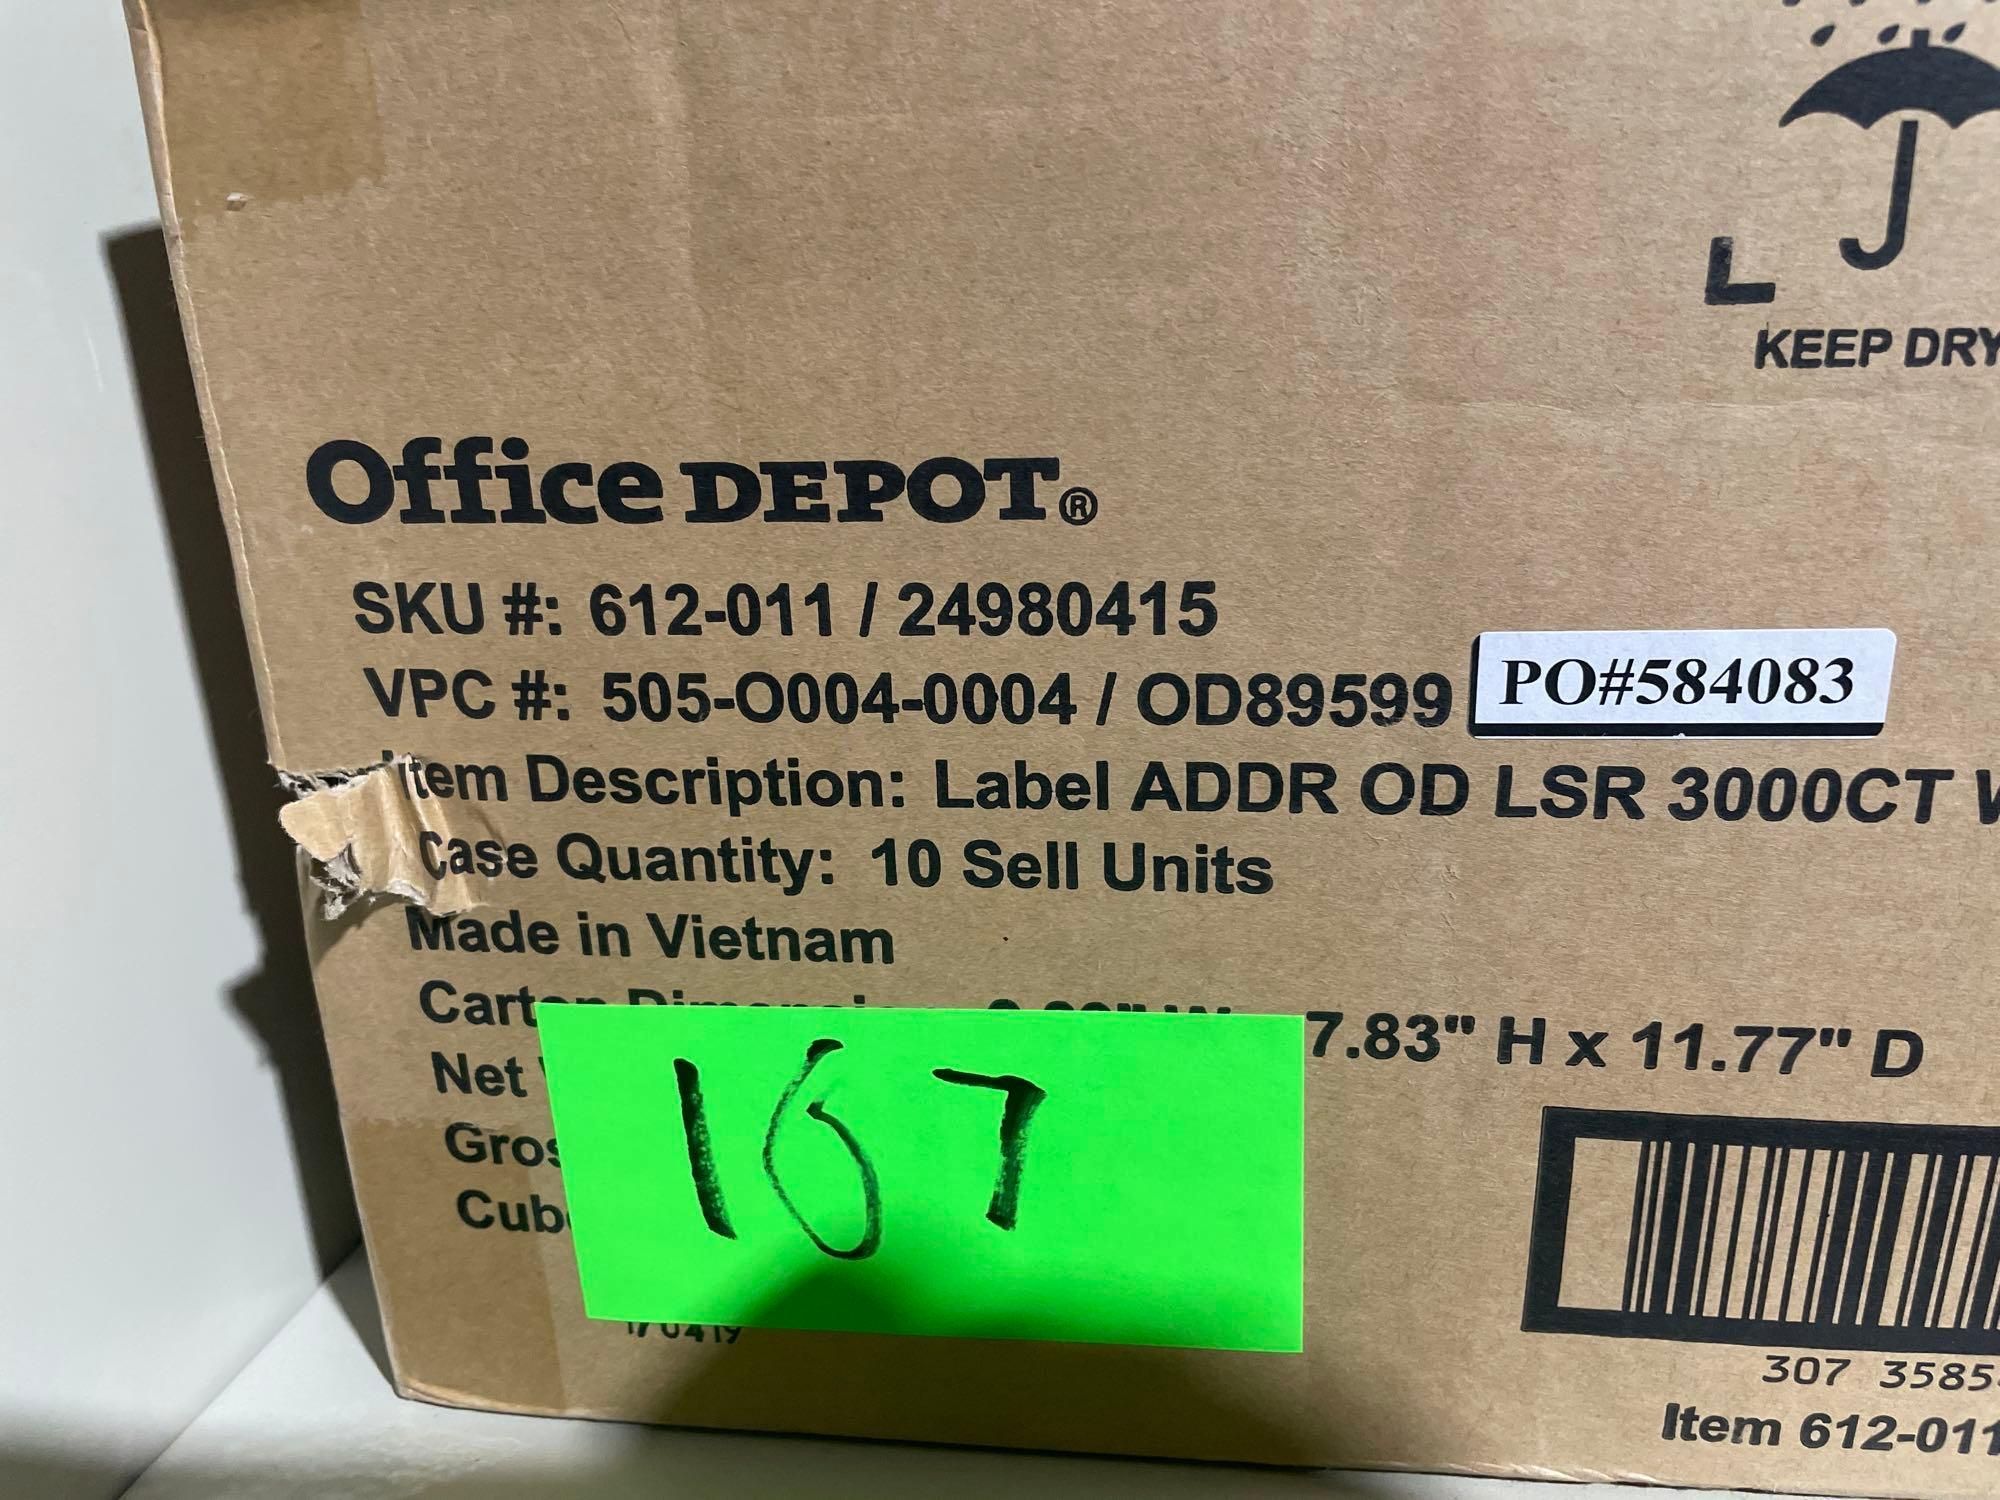 KEEP DRY
Office DEPOT®
SKU #: 612-011 / 24980415
VPC #: 505-O004-0004 / OD89599
PO#584083
Item Description: Label ADDR OD LSR 3000CT
Case Quantity: 10 Sell Units
Made in Vietnam
7.83" H x 11.77" D
Net
167
307 3585
Item 612-011